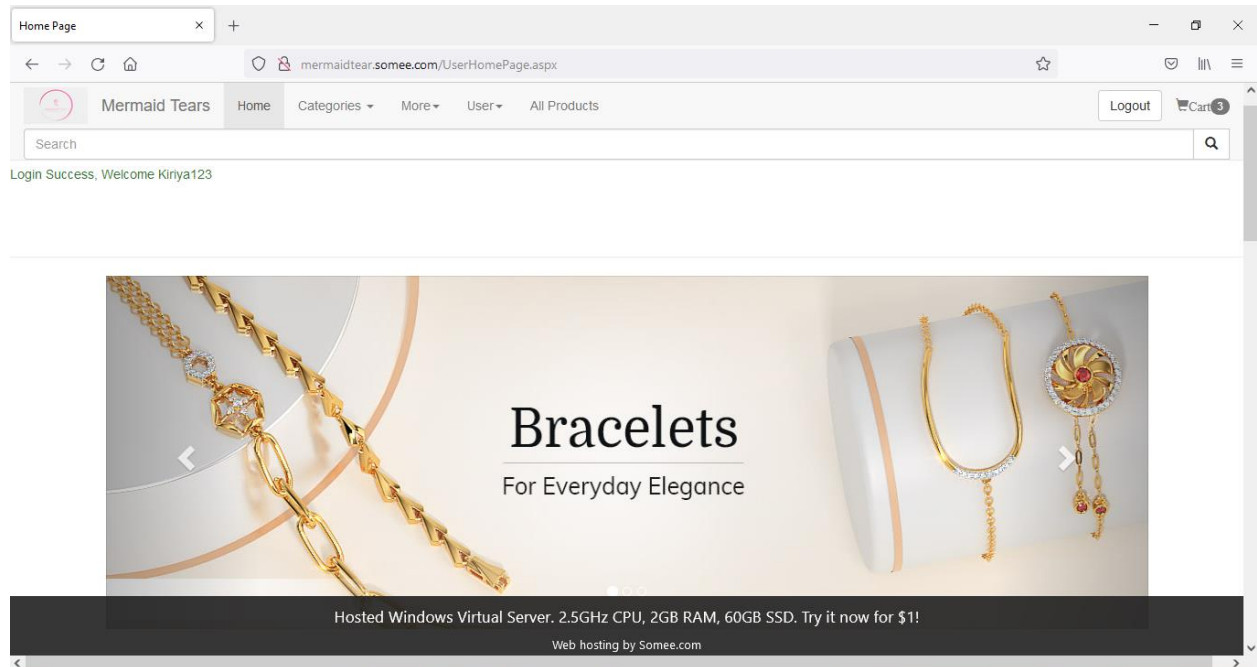 Home Page
mermaidtear.somee.com/UserHomePage.aspx
Mermaid Tears Home Categories More User All Products Logout Cart 3
Search
Login Success, Welcome Kiriya123
Bracelets
For Everyday Elegance
Hosted Windows Virtual Server. 2.5GHz CPU, 2GB RAM, 60GB SSD. Try it now for $1!
Web hosting by Somee.com